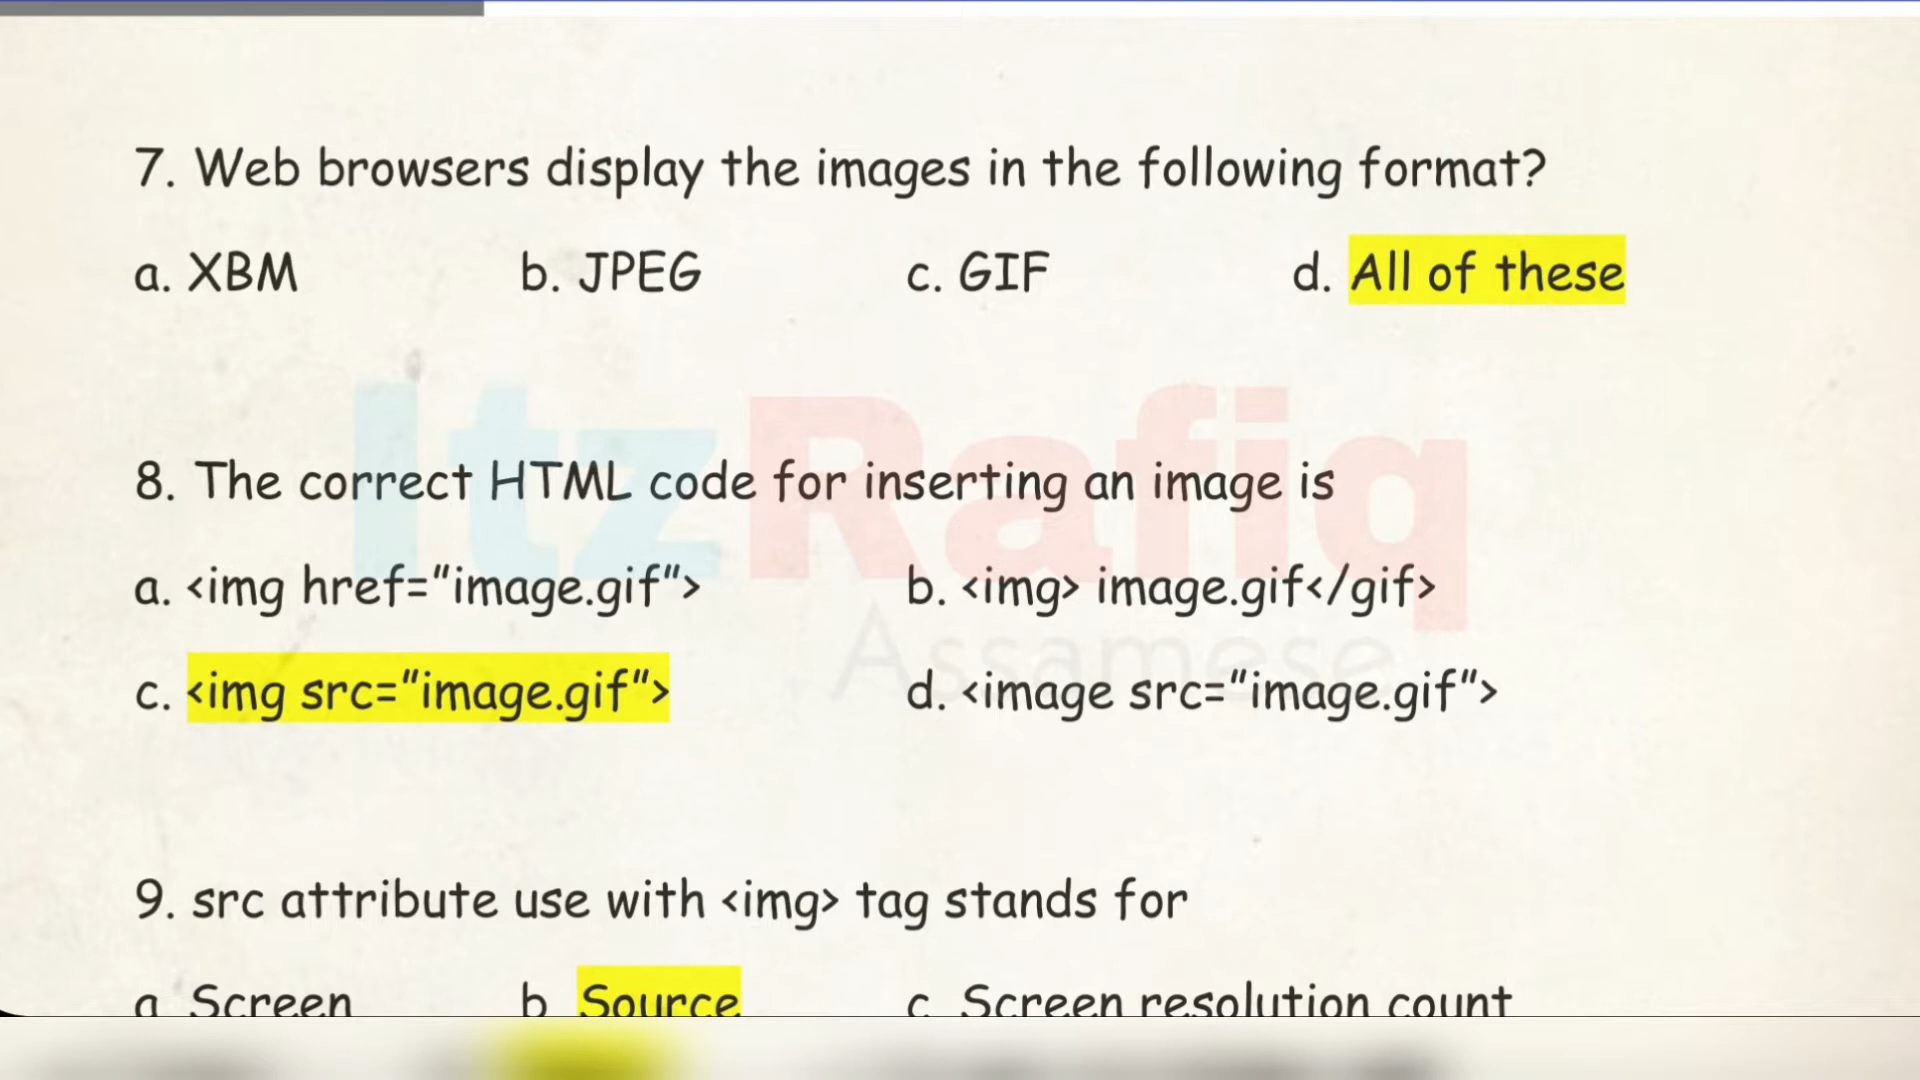 7. Web browsers display the images in the following format?
a. XBM b. JPEG c. GIF d. All of these
ItzRafiq
Assamese
8. The correct HTML code for inserting an image is
a. <img href="image.gif"> b. <img> image.gif</gif>
c. <img src="image.gif"> d. <image src="image.gif">
9. src attribute use with <img> tag stands for
a. Screen b. Source c. Screen resolution count